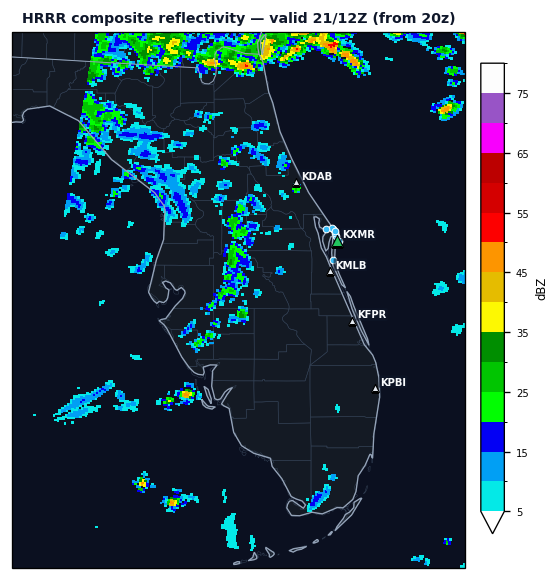 HRRR composite reflectivity — valid 21/12Z (from 20z)
KDAB
KXMR
KMLB
KFPR
KPBI
75
65
55
45
35
25
15
5
dBZ